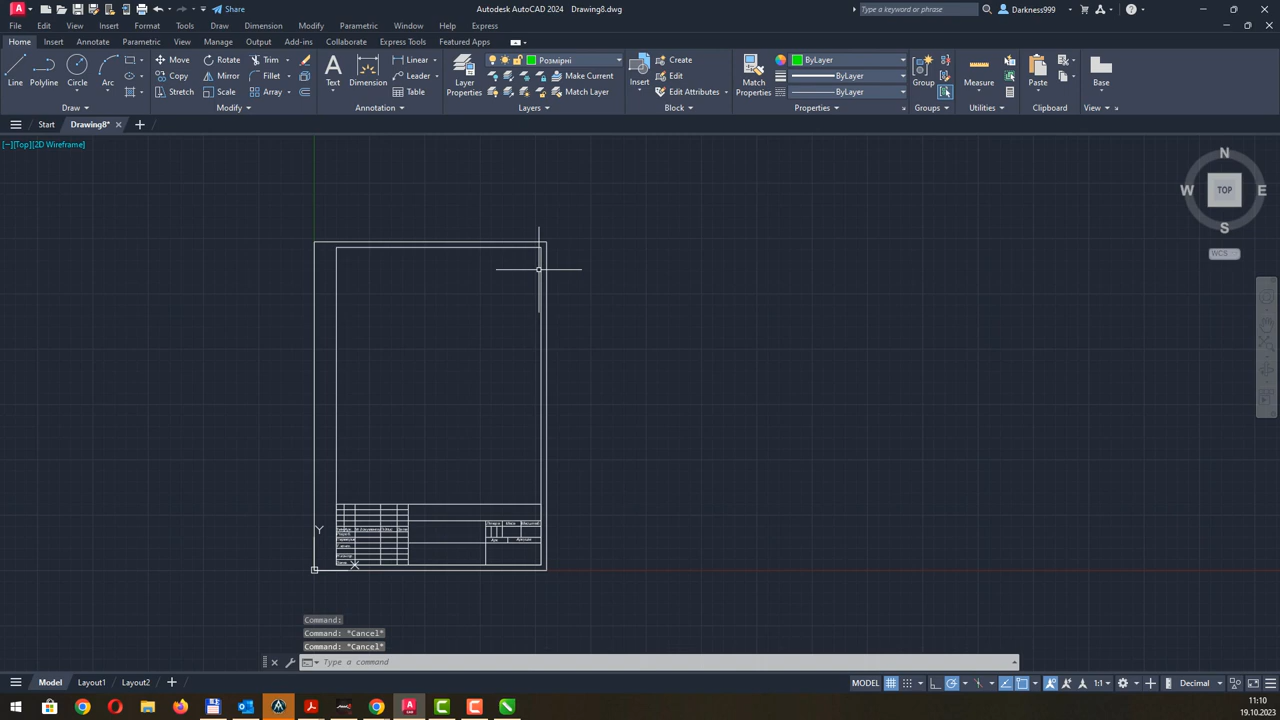 Share
Autodesk AutoCAD 2024 Drawing8.dwg
Type a keyword or phrase
Darkness999
File Edit View Insert Format Tools Draw Dimension Modify Parametric Window Help Express
Home Insert Annotate Parametric View Manage Output Add-ins Collaborate Express Tools Featured Apps
Line Polyline Circle Arc
Move Rotate Trim
Copy Mirror Fillet
Stretch Scale Array
Text Dimension
Linear
Leader
Table
Layer Properties
Розмірні
Make Current
Match Layer
Insert
Create
Edit
Edit Attributes
Match Properties
ByLayer
ByLayer
ByLayer
Group
Measure
Paste
Base
Draw Modify Annotation Layers Block Properties Groups Utilities Clipboard View
Start Drawing8*
[−][Top][2D Wireframe]
N
W TOP E
S
WCS
Y
X
Command:
Command: *Cancel*
Command: *Cancel*
Type a command
Model Layout1 Layout2
MODEL 1:1 Decimal
11:10
19.10.2023